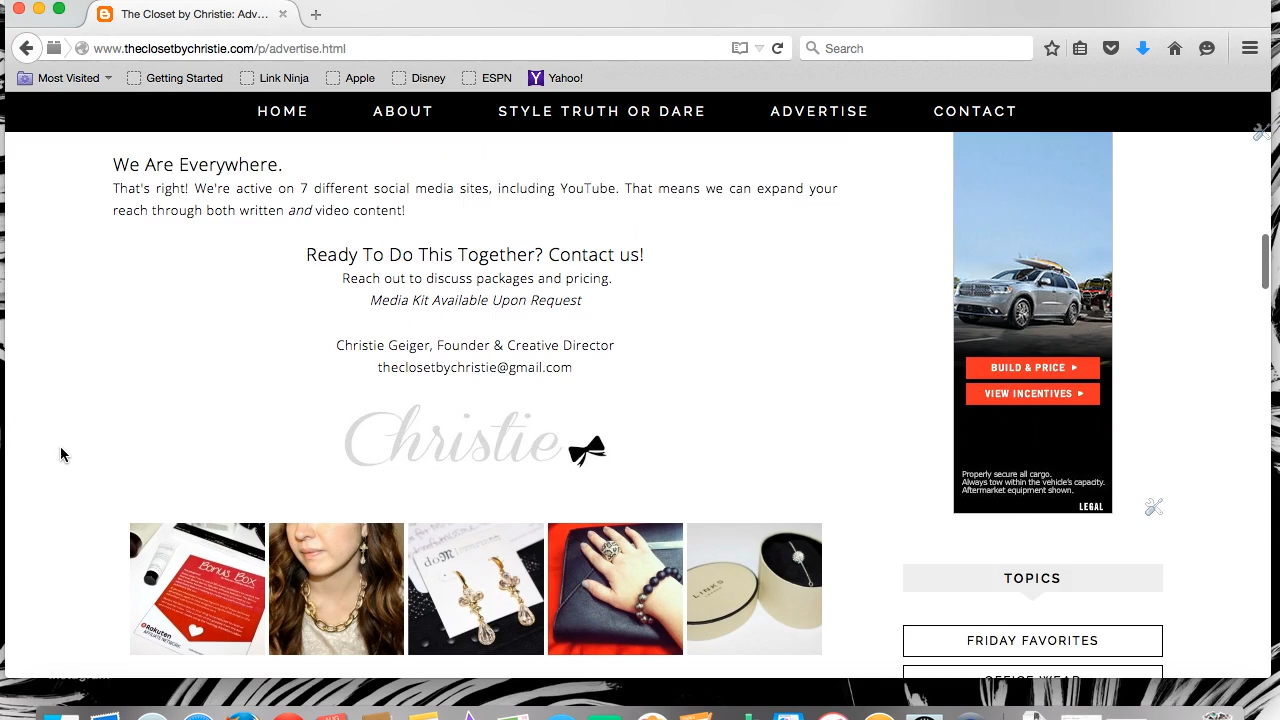 The Closet by Christie: Adv...
www.theclosetbychristie.com/p/advertise.html
Search
Most Visited
Getting Started
Link Ninja
Apple
Disney
ESPN
Yahoo!
HOME
ABOUT
STYLE TRUTH OR DARE
ADVERTISE
CONTACT
We Are Everywhere.
That's right! We're active on 7 different social media sites, including YouTube. That means we can expand your
reach through both written and video content!
Ready To Do This Together? Contact us!
Reach out to discuss packages and pricing.
Media Kit Available Upon Request
Christie Geiger, Founder & Creative Director
theclosetbychristie@gmail.com
Christie
BUILD & PRICE
VIEW INCENTIVES
Properly secure all cargo.
Always tow within the vehicle's capacity.
Aftermarket equipment shown.
LEGAL
Bonus Box
Rakuten
LINKS
TOPICS
FRIDAY FAVORITES
OFFICE WEAR